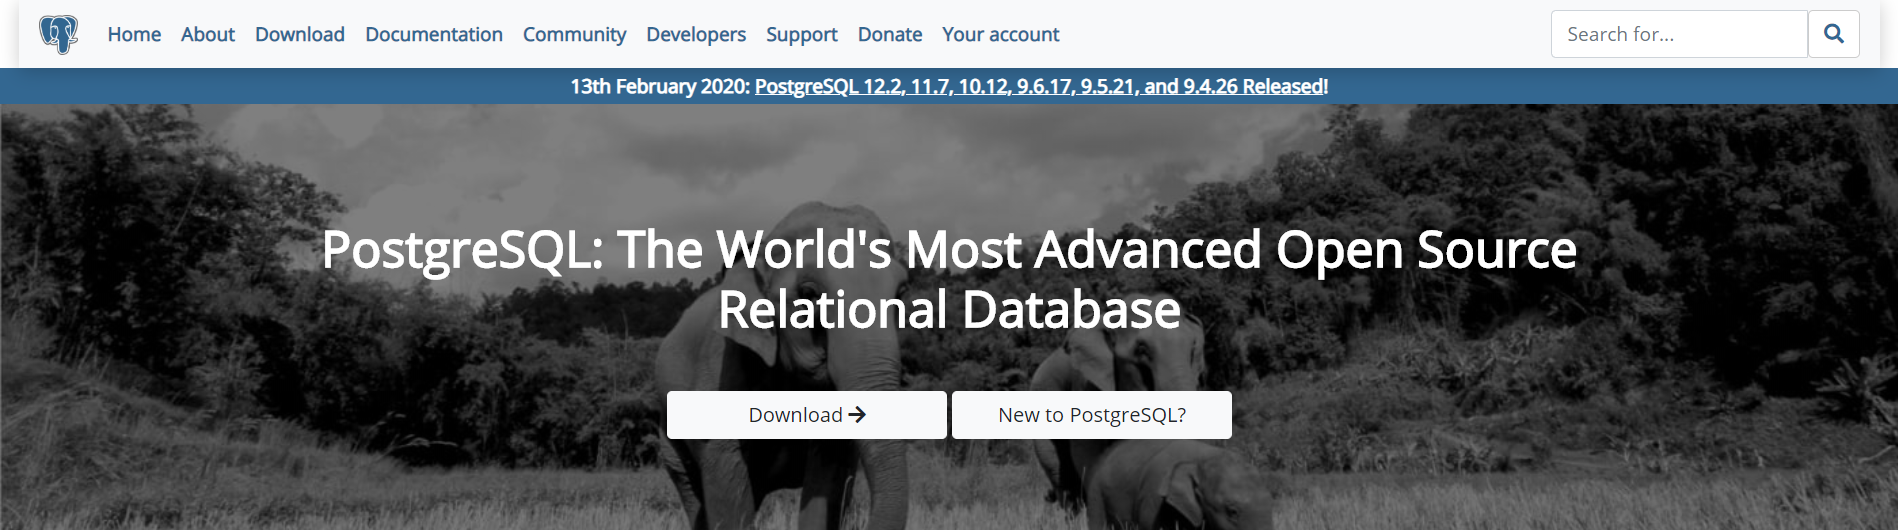 Home About Download Documentation Community Developers Support Donate Your account Search for...
13th February 2020: PostgreSQL 12.2, 11.7, 10.12, 9.6.17, 9.5.21, and 9.4.26 Released!
PostgreSQL: The World's Most Advanced Open Source
Relational Database
Download → New to PostgreSQL?